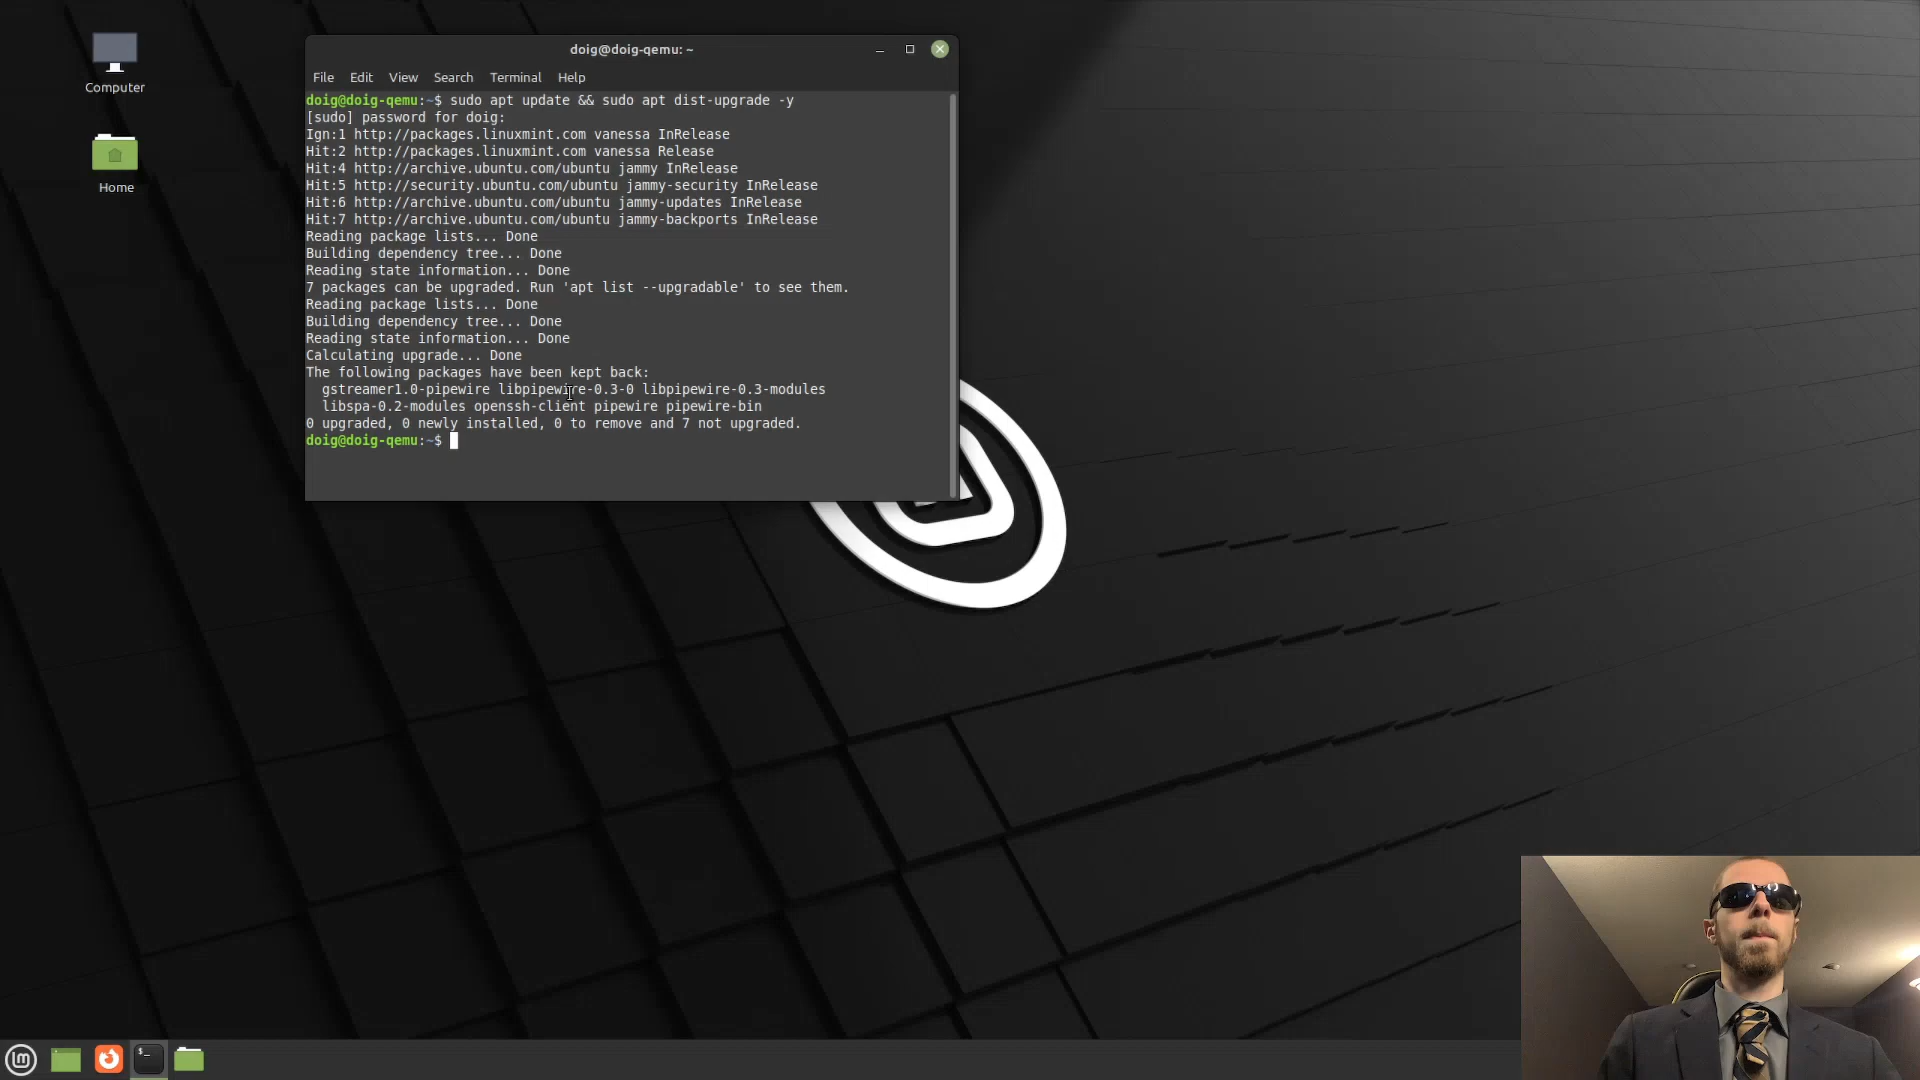 Computer
Home
doig@doig-qemu: ~
File Edit View Search Terminal Help
doig@doig-qemu:~$ sudo apt update && sudo apt dist-upgrade -y
[sudo] password for doig:
Ign:1 http://packages.linuxmint.com vanessa InRelease
Hit:2 http://packages.linuxmint.com vanessa Release
Hit:4 http://archive.ubuntu.com/ubuntu jammy InRelease
Hit:5 http://security.ubuntu.com/ubuntu jammy-security InRelease
Hit:6 http://archive.ubuntu.com/ubuntu jammy-updates InRelease
Hit:7 http://archive.ubuntu.com/ubuntu jammy-backports InRelease
Reading package lists... Done
Building dependency tree... Done
Reading state information... Done
7 packages can be upgraded. Run 'apt list --upgradable' to see them.
Reading package lists... Done
Building dependency tree... Done
Reading state information... Done
Calculating upgrade... Done
The following packages have been kept back:
gstreamer1.0-pipewire libpipewire-0.3-0 libpipewire-0.3-modules
libspa-0.2-modules openssh-client pipewire pipewire-bin
0 upgraded, 0 newly installed, 0 to remove and 7 not upgraded.
doig@doig-qemu:~$